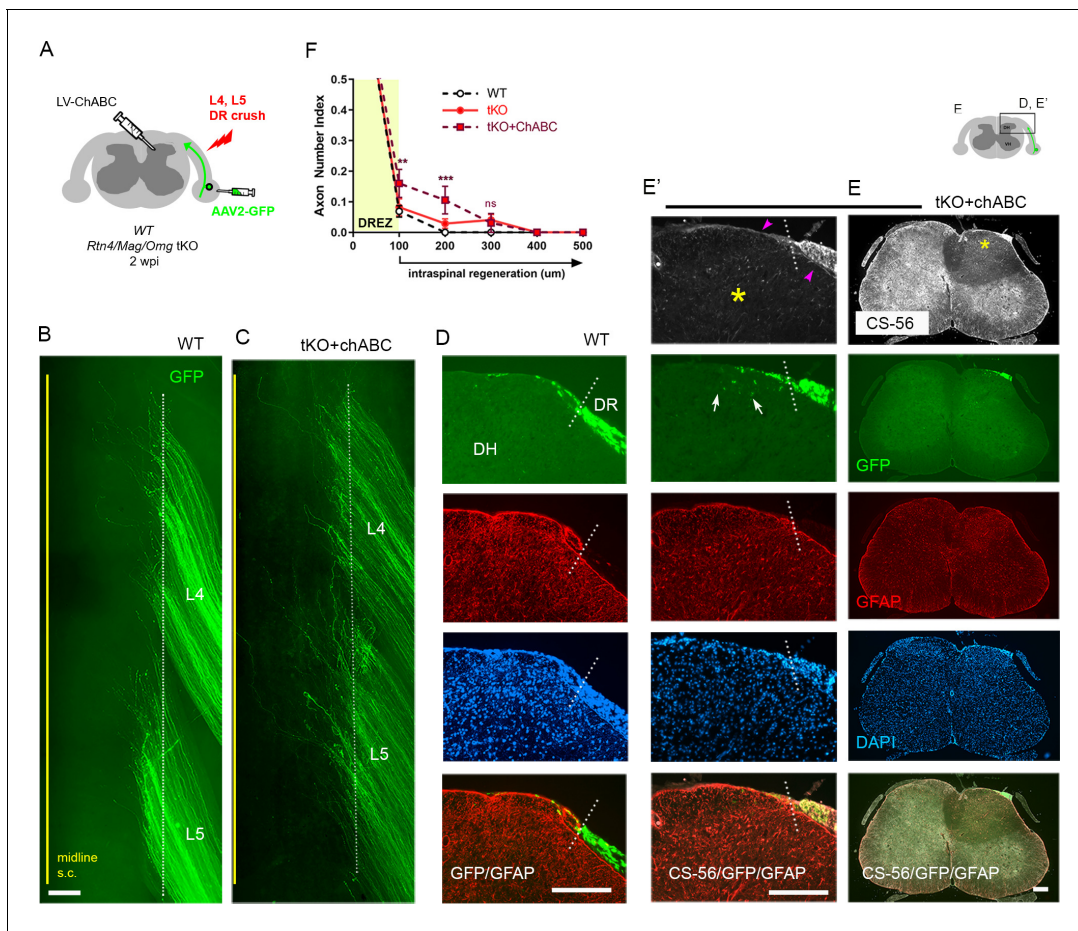 A
LV-ChABC
L4, L5
DR crush
AAV2-GFP
WT
Rtn4/Mag/Omg tKO
2 wpi
F
Axon Number Index
0.5
0.4
0.3
0.2
0.1
0.0
WT
tKO
tKO+ChABC
**
***
ns
DREZ
100
200
300
400
500
intraspinal regeneration (um)
E
D, E'
DH
VH
B
WT
GFP
L4
L5
midline
s.c.
C
tKO+chABC
L4
L5
D
WT
DR
DH
GFP/GFAP
E'
*
CS-56/GFP/GFAP
E
tKO+chABC
*
CS-56
GFP
GFAP
DAPI
CS-56/GFP/GFAP